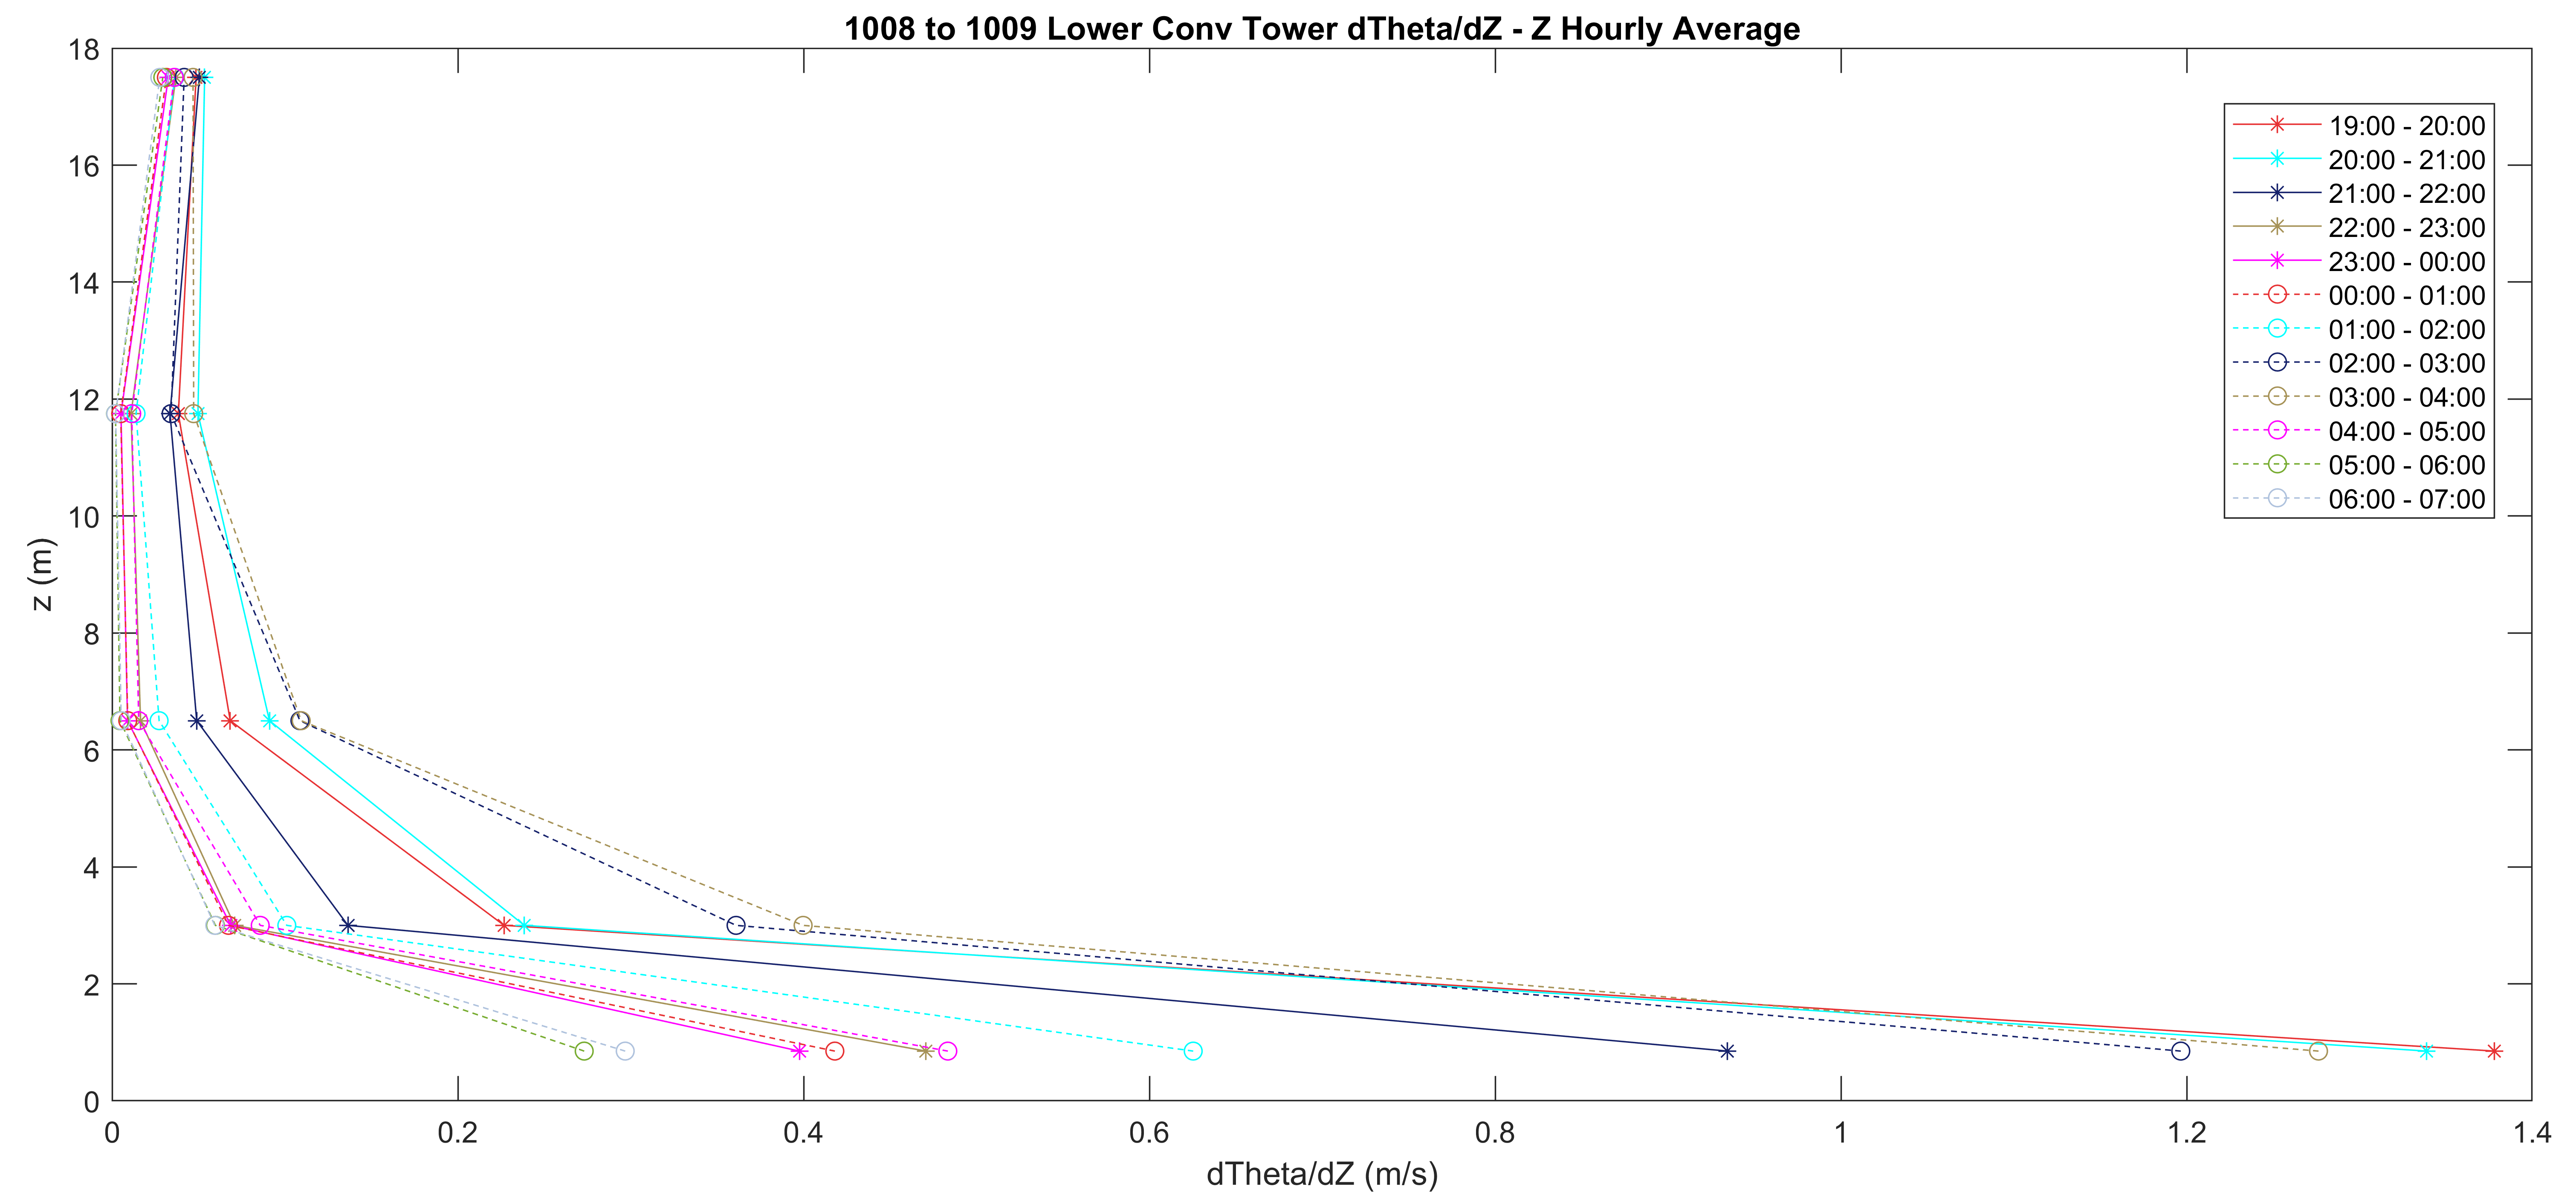 1008 to 1009 Lower Conv Tower dTheta/dZ - Z Hourly Average
18
16
14
12
10
8
6
4
2
0
z (m)
19:00 - 20:00
20:00 - 21:00
21:00 - 22:00
22:00 - 23:00
23:00 - 00:00
00:00 - 01:00
01:00 - 02:00
02:00 - 03:00
03:00 - 04:00
04:00 - 05:00
05:00 - 06:00
06:00 - 07:00
0 0.2 0.4 0.6 0.8 1 1.2 1.4
dTheta/dZ (m/s)